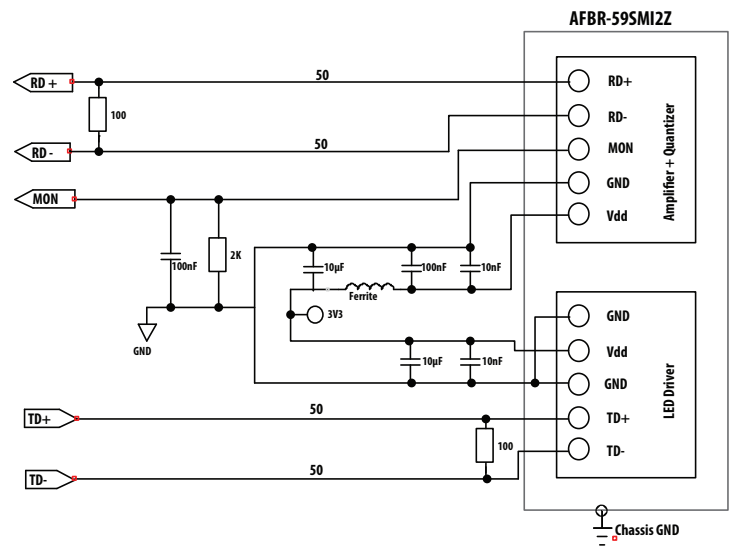 AFBR-59SMI2Z
RD +
50
RD+
100
RD-
RD -
50
MON
MON
GND
Vdd
Amplifier + Quantizer
100nF
2K
10µF
100nF
10nF
Ferrite
3V3
GND
GND
Vdd
10µF
10nF
GND
LED Driver
TD+
50
TD+
100
TD-
TD-
50
Chassis GND